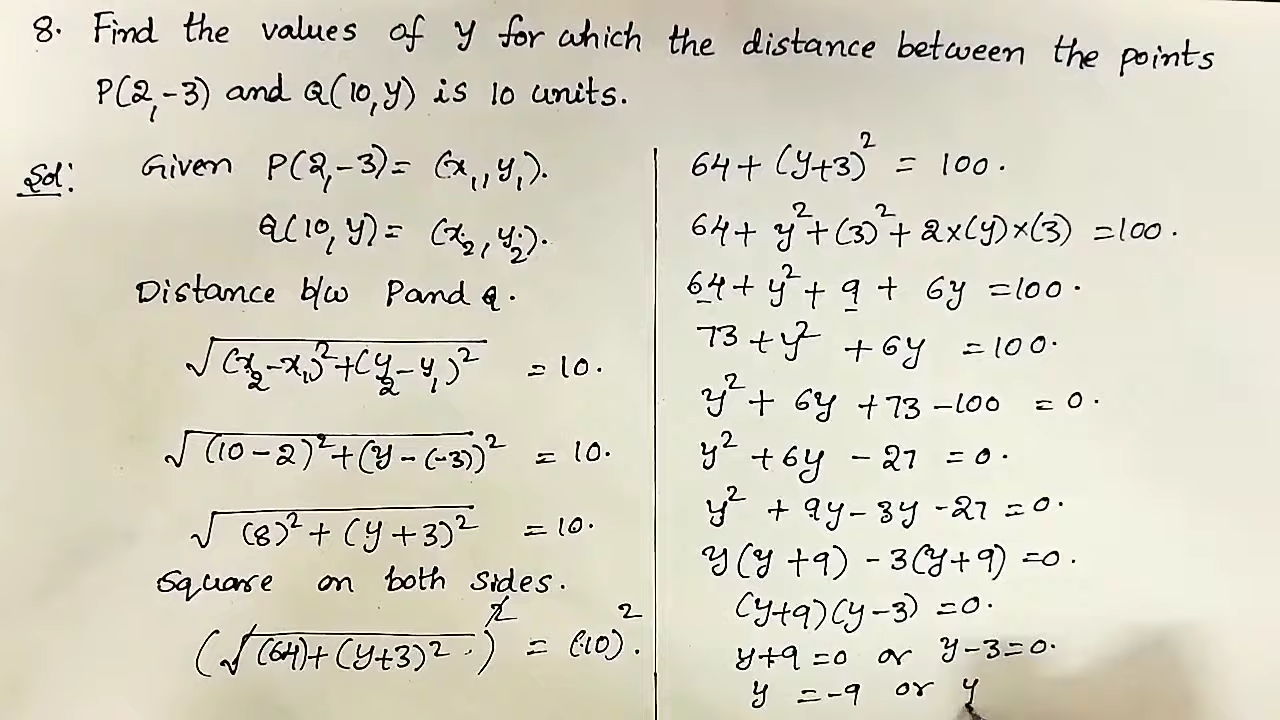 8. Find the values of y for which the distance between the points
P(2,-3) and Q(10,y) is 10 units.
Sol: Given P(2,-3) = (x₁, y₁).
Q(10, y) = (x₂, y₂).
Distance b/w P and Q.
√((x₂-x₁)²+(y₂-y₁)²) = 10.
√((10-2)²+(y-(-3))²) = 10.
√((8)²+(y+3)²) = 10.
Square on both sides.
(√((64)+(y+3)²))² = (10)².
64+(y+3)² = 100.
64+y²+(3)²+2×(y)×(3) = 100.
64+y²+9+6y = 100.
73+y²+6y = 100.
y²+6y+73-100 = 0.
y²+6y-27 = 0.
y²+9y-3y-27 = 0.
y(y+9)-3(y+9) = 0.
(y+9)(y-3) = 0.
y+9 = 0 or y-3 = 0.
y = -9 or y